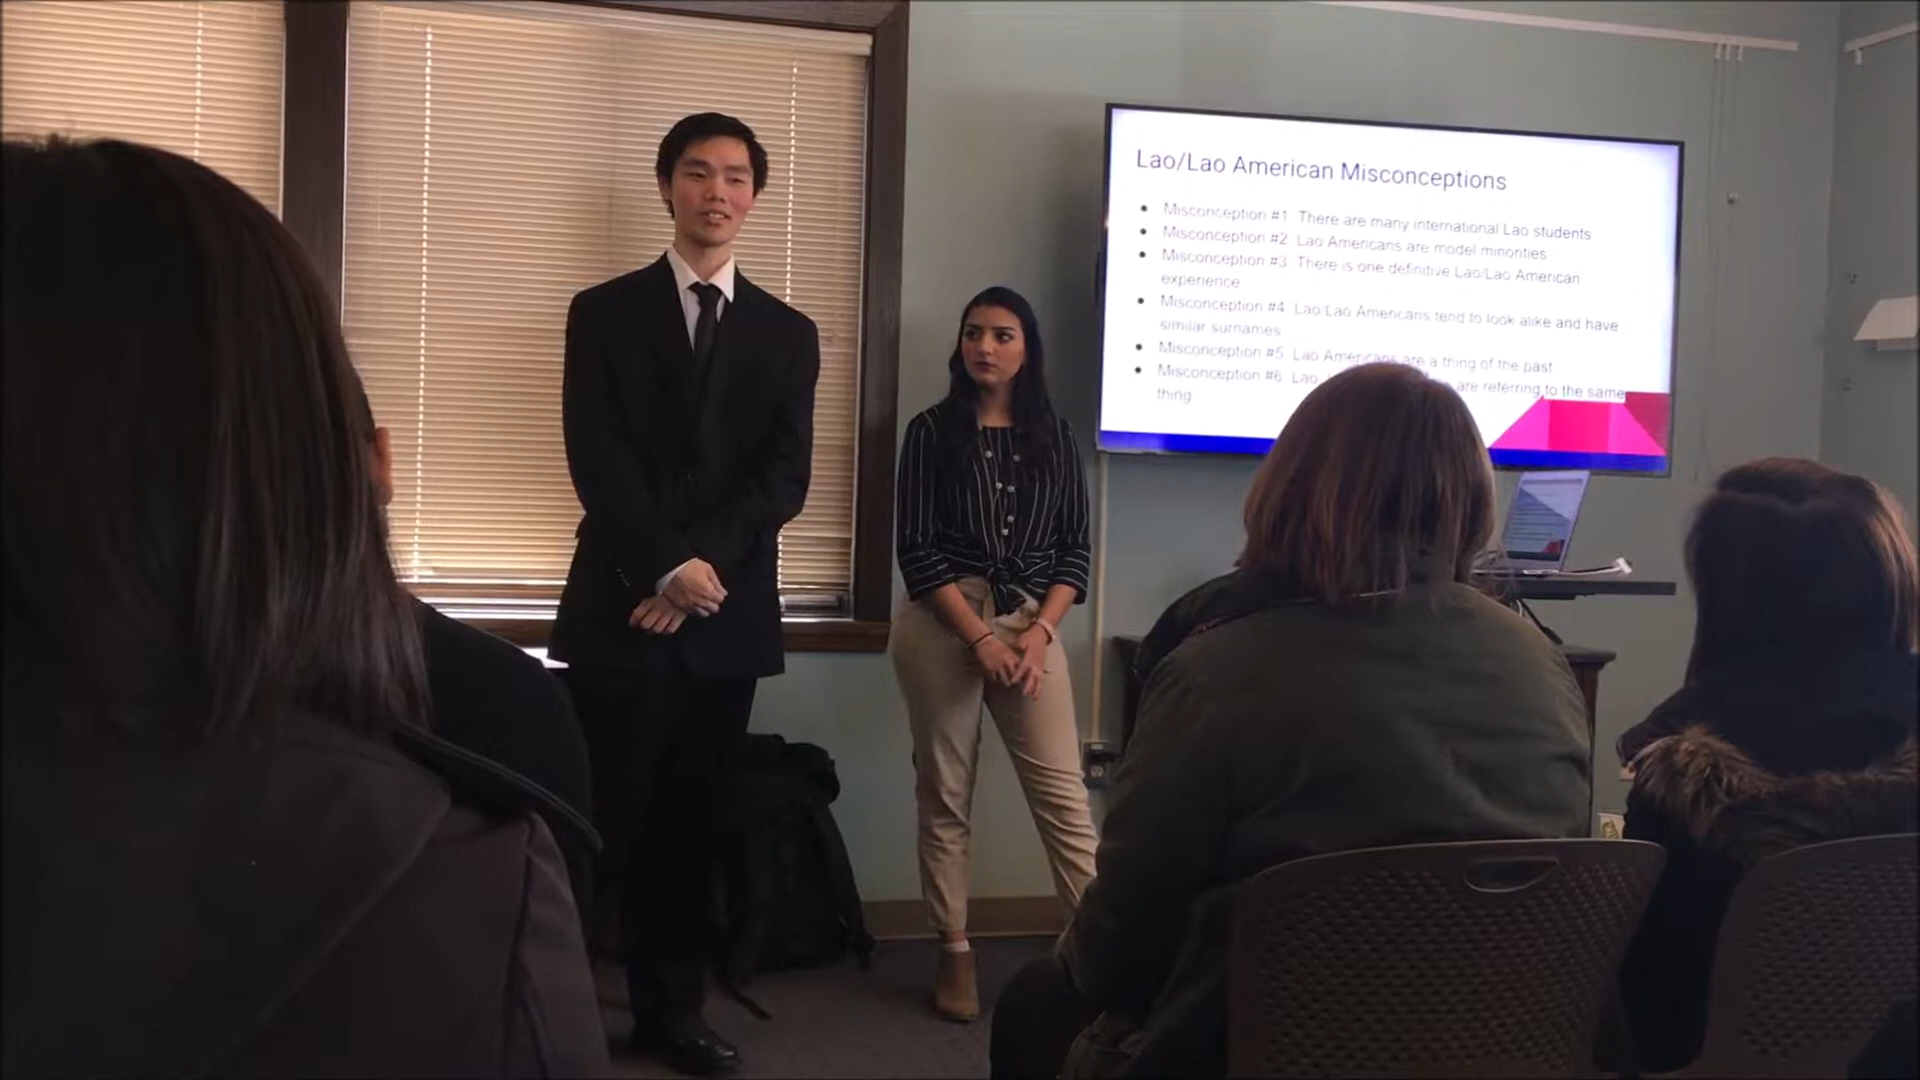 Lao/Lao American Misconceptions
• Misconception #1 There are many international Lao students
• Misconception #2 Lao Americans are model minorities
• Misconception #3 There is one definitive Lao/Lao American
experience
• Misconception #4 Lao/Lao Americans tend to look alike and have
similar surnames
• Misconception #5 Lao Americans are a thing of the past
• Misconception #6 Lao are referring to the same
thing